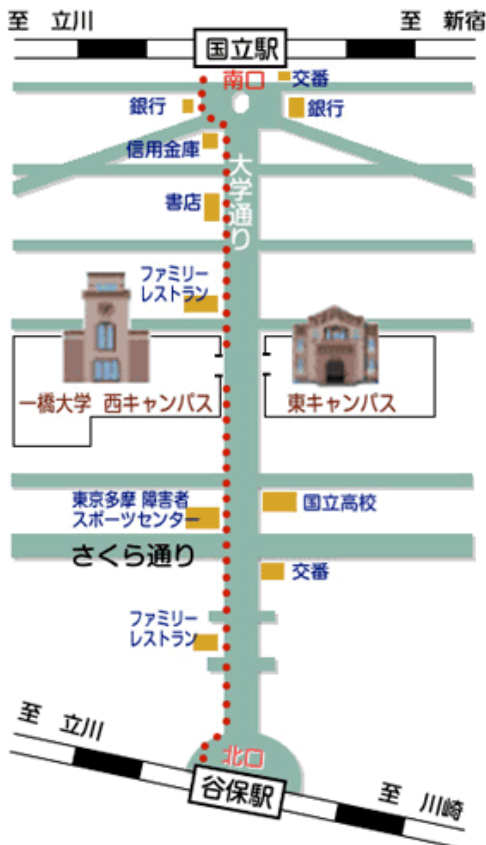 至 立川
至 新宿
国立駅
南口
交番
銀行
銀行
信用金庫
大学通り
書店
ファミリー
レストラン
一橋大学 西キャンパス
東キャンパス
東京多摩 障害者
スポーツセンター
国立高校
さくら通り
交番
ファミリー
レストラン
至 立川
北口
谷保駅
至 川崎